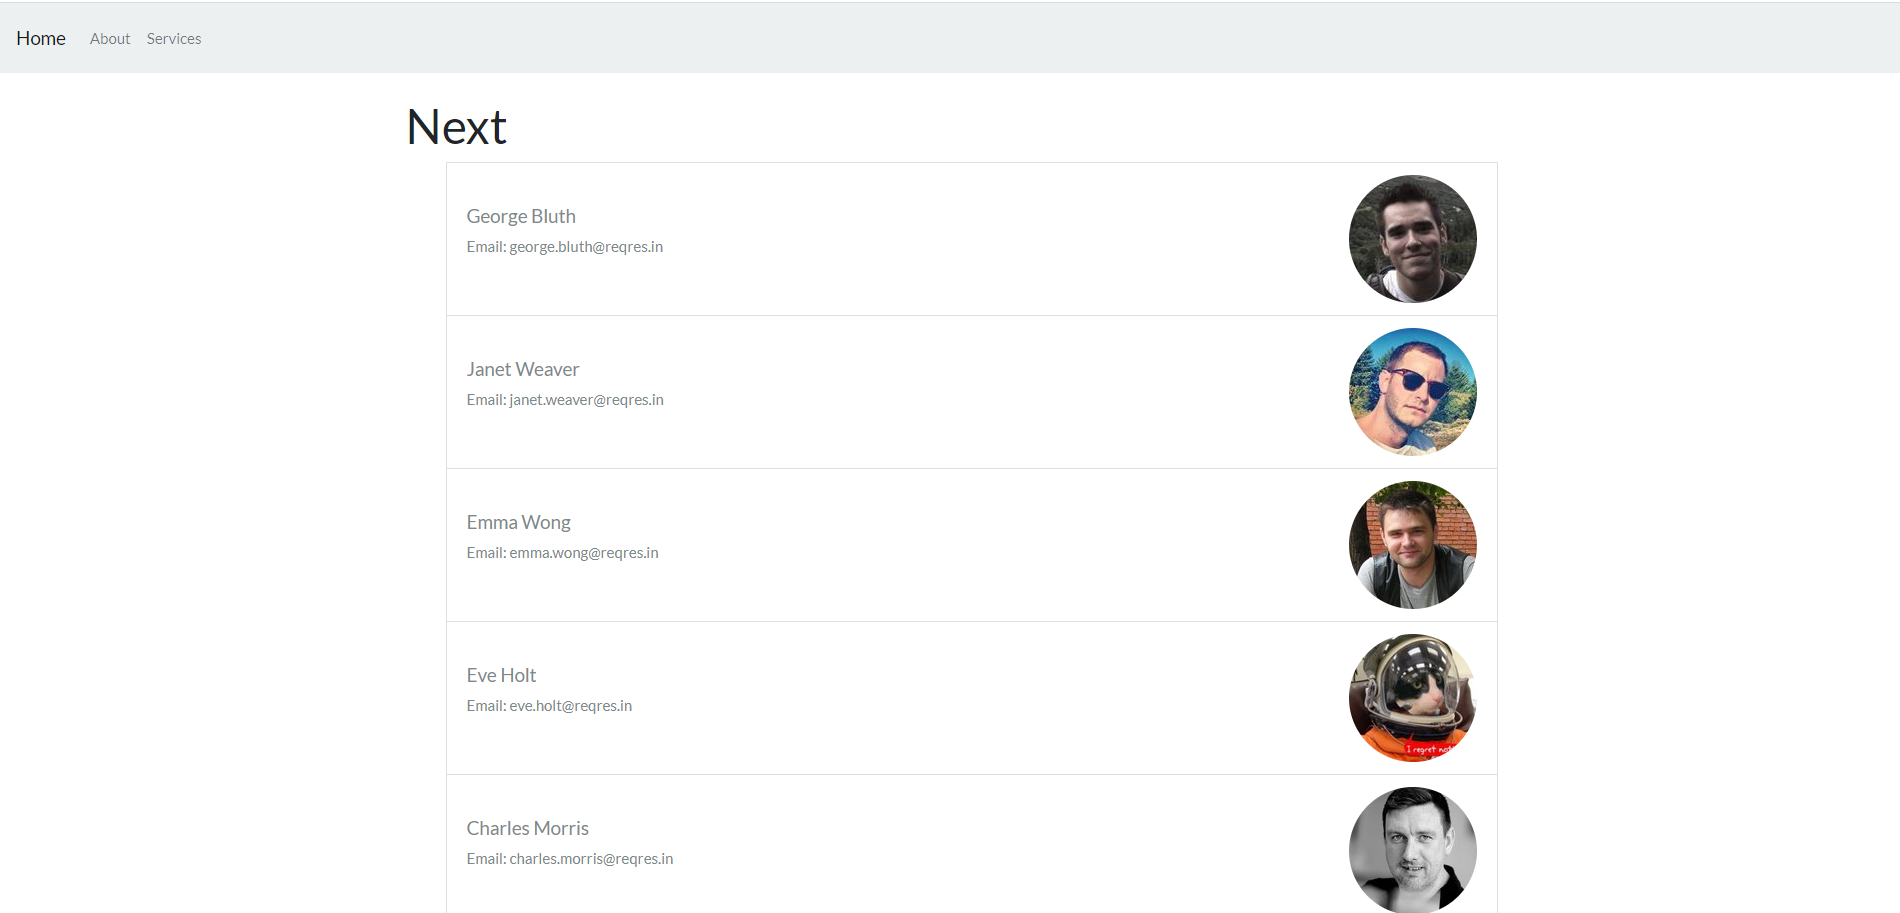 Home About Services
Next
George Bluth
Email: george.bluth@reqres.in
Janet Weaver
Email: janet.weaver@reqres.in
Emma Wong
Email: emma.wong@reqres.in
Eve Holt
Email: eve.holt@reqres.in
I regret
Charles Morris
Email: charles.morris@reqres.in